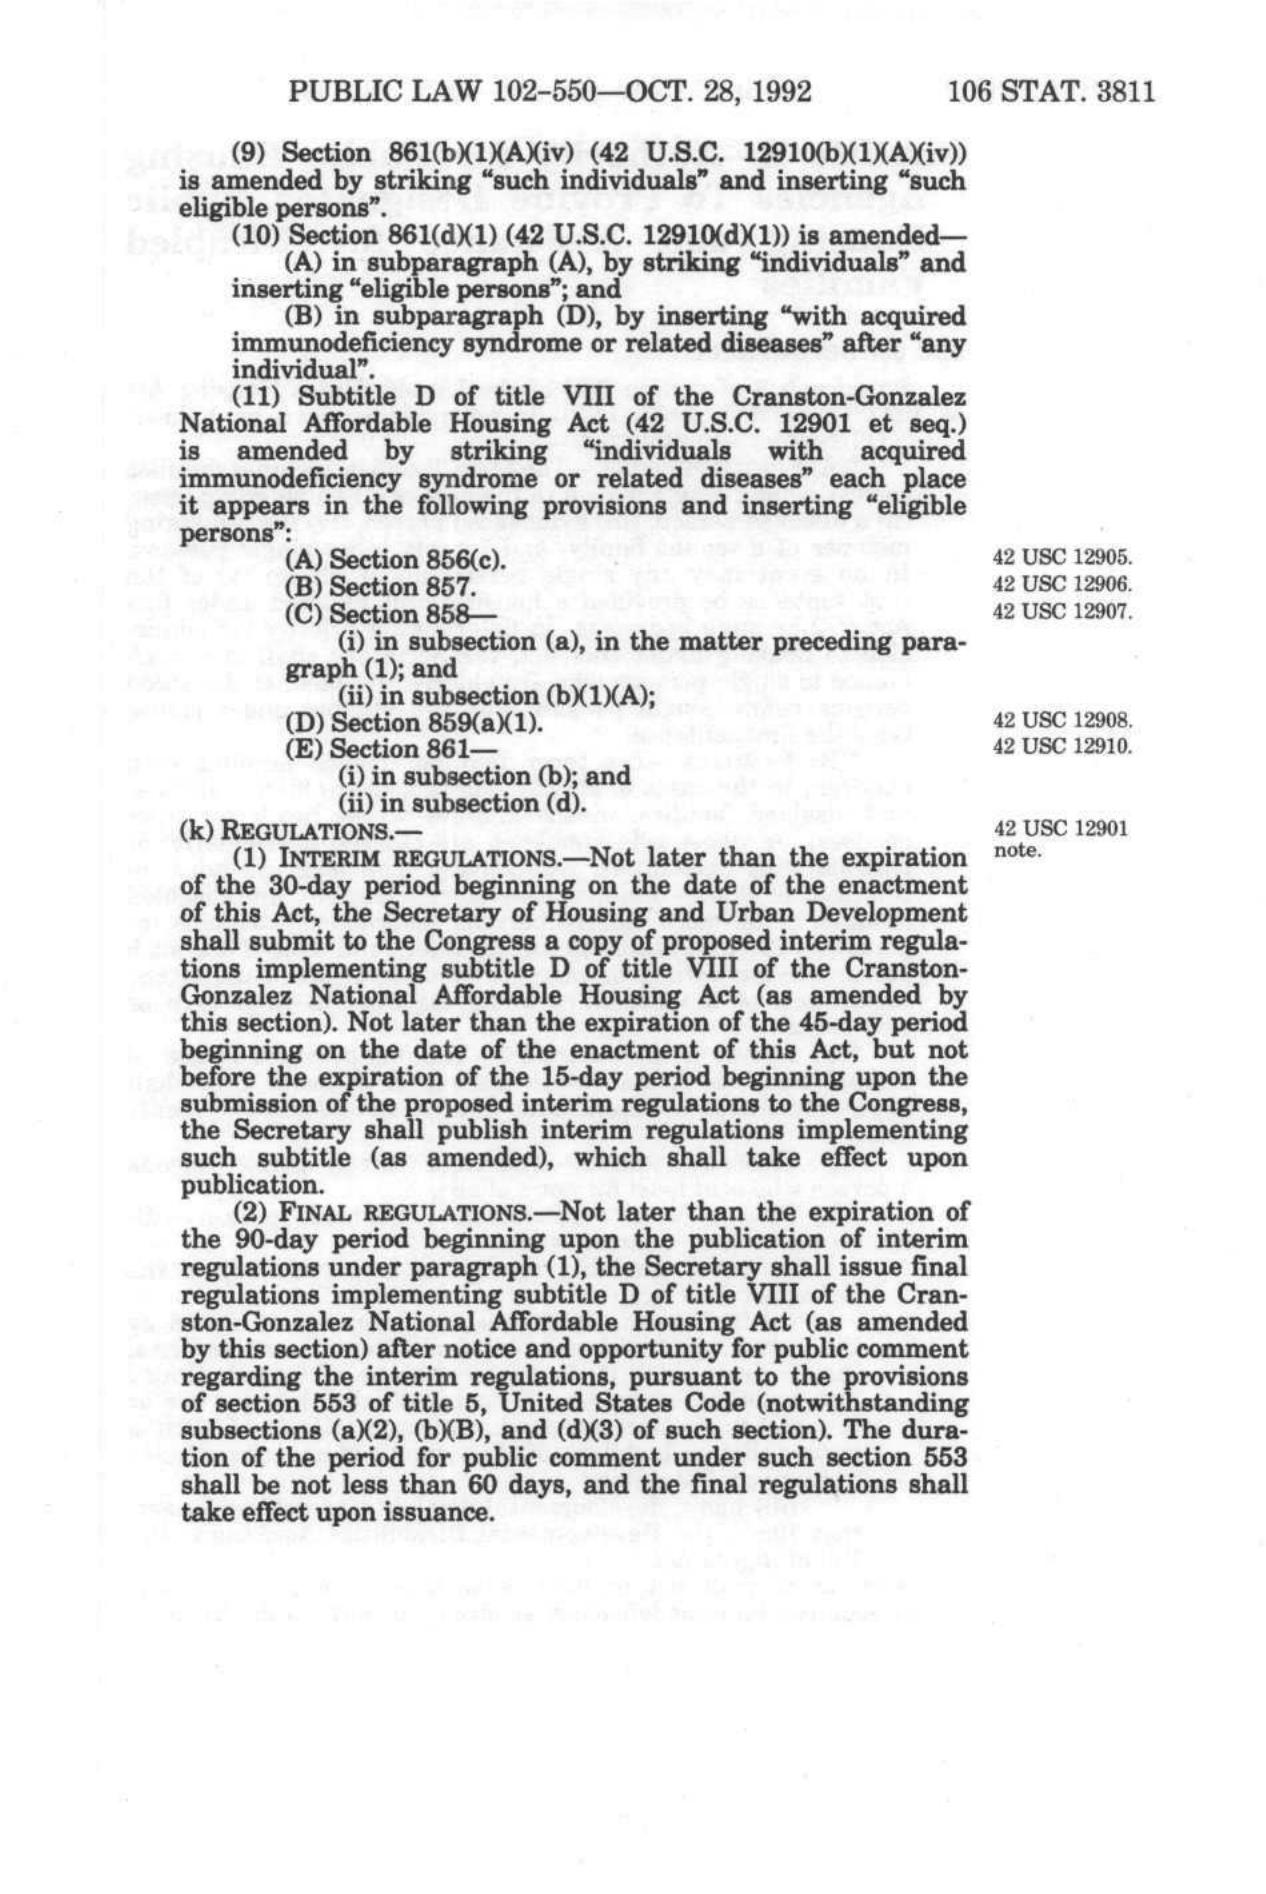 PUBLIC LAW 102–550—OCT. 28, 1992 106 STAT. 3811
(9) Section 861(b)(1)(A)(iv) (42 U.S.C. 12910(b)(1)(A)(iv))
is amended by striking “such individuals” and inserting “such
eligible persons”.
(10) Section 861(d)(1) (42 U.S.C. 12910(d)(1)) is amended—
(A) in subparagraph (A), by striking “individuals” and
inserting “eligible persons”; and
(B) in subparagraph (D), by inserting “with acquired
immunodeficiency syndrome or related diseases” after “any
individual”.
(11) Subtitle D of title VIII of the Cranston-Gonzalez
National Affordable Housing Act (42 U.S.C. 12901 et seq.)
is amended by striking “individuals with acquired
immunodeficiency syndrome or related diseases” each place
it appears in the following provisions and inserting “eligible
persons”:
(A) Section 856(c). 42 USC 12905.
(B) Section 857. 42 USC 12906.
(C) Section 858— 42 USC 12907.
(i) in subsection (a), in the matter preceding para-
graph (1); and
(ii) in subsection (b)(1)(A);
(D) Section 859(a)(1). 42 USC 12908.
(E) Section 861— 42 USC 12910.
(i) in subsection (b); and
(ii) in subsection (d).
(k) REGULATIONS.— 42 USC 12901
note.
(1) INTERIM REGULATIONS.—Not later than the expiration
of the 30-day period beginning on the date of the enactment
of this Act, the Secretary of Housing and Urban Development
shall submit to the Congress a copy of proposed interim regula-
tions implementing subtitle D of title VIII of the Cranston-
Gonzalez National Affordable Housing Act (as amended by
this section). Not later than the expiration of the 45-day period
beginning on the date of the enactment of this Act, but not
before the expiration of the 15-day period beginning upon the
submission of the proposed interim regulations to the Congress,
the Secretary shall publish interim regulations implementing
such subtitle (as amended), which shall take effect upon
publication.
(2) FINAL REGULATIONS.—Not later than the expiration of
the 90-day period beginning upon the publication of interim
regulations under paragraph (1), the Secretary shall issue final
regulations implementing subtitle D of title VIII of the Cran-
ston-Gonzalez National Affordable Housing Act (as amended
by this section) after notice and opportunity for public comment
regarding the interim regulations, pursuant to the provisions
of section 553 of title 5, United States Code (notwithstanding
subsections (a)(2), (b)(B), and (d)(3) of such section). The dura-
tion of the period for public comment under such section 553
shall be not less than 60 days, and the final regulations shall
take effect upon issuance.